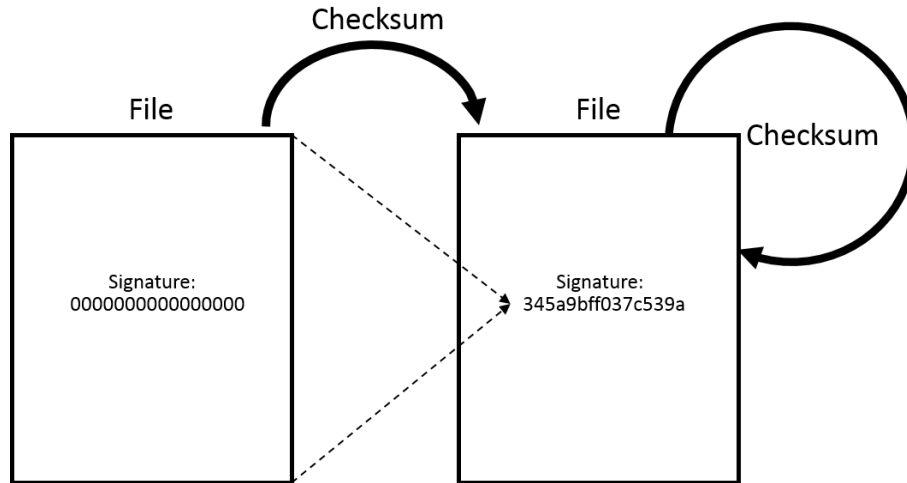 Checksum
File
File
Checksum
Signature:
0000000000000000
Signature:
345a9bff037c539a